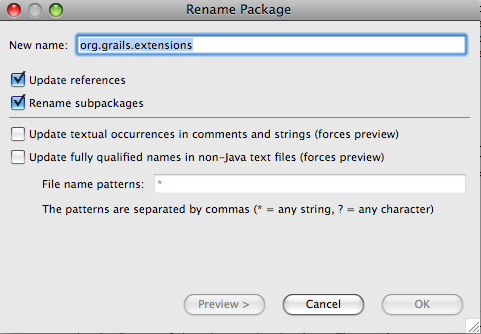 Rename Package
New name: org.grails.extensions
Update references
Rename subpackages
Update textual occurrences in comments and strings (forces preview)
Update fully qualified names in non-Java text files (forces preview)
File name patterns: *
The patterns are separated by commas (* = any string, ? = any character)
Preview > Cancel OK